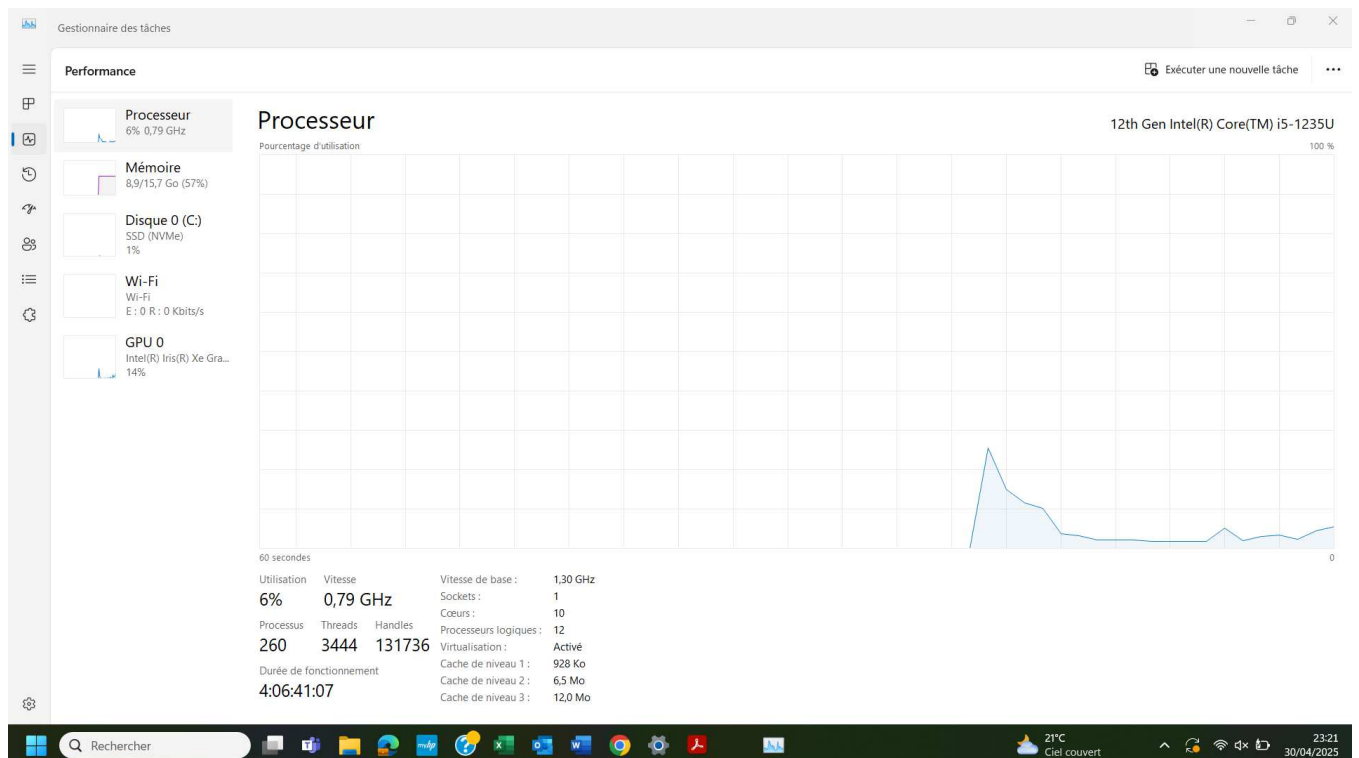 Gestionnaire des tâches
Performance
Exécuter une nouvelle tâche
Processeur
6% 0,79 GHz
Mémoire
8,9/15,7 Go (57%)
Disque 0 (C:)
SSD (NVMe)
1%
Wi-Fi
Wi-Fi
E : 0 R : 0 Kbits/s
GPU 0
Intel(R) Iris(R) Xe Gra...
14%
Processeur
12th Gen Intel(R) Core(TM) i5-1235U
Pourcentage d'utilisation
100 %
60 secondes
0
Utilisation Vitesse
6% 0,79 GHz
Processus Threads Handles
260 3444 131736
Durée de fonctionnement
4:06:41:07
Vitesse de base : 1,30 GHz
Sockets : 1
Cœurs : 10
Processeurs logiques : 12
Virtualisation : Activé
Cache de niveau 1 : 928 Ko
Cache de niveau 2 : 6,5 Mo
Cache de niveau 3 : 12,0 Mo
Rechercher
21°C
Ciel couvert
23:21
30/04/2025